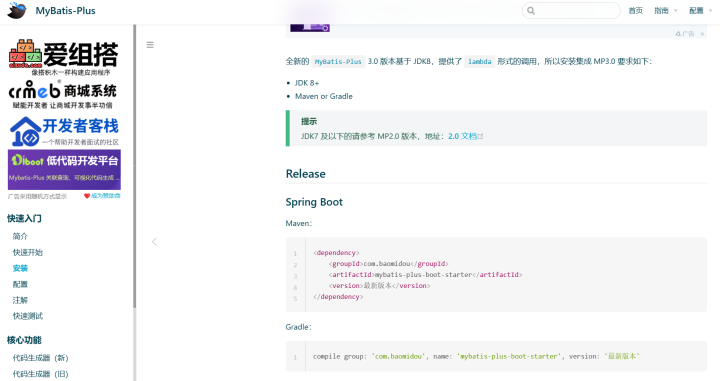 MyBatis-Plus
首页
指南
配置
爱组搭
aizuda.com
像搭积木一样构建应用程序
crmeb 商城系统
赋能开发者 让商城开发事半功倍
开发者客栈
一个帮助开发者面试的社区
Diboot 低代码开发平台
MyBatis-Plus 关联查询、可视化代码生成 ...
广告采用随机方式显示
成为赞助商
快速入门
简介
快速开始
安装
配置
注解
快速测试
核心功能
代码生成器（新）
代码生成器（旧）
广告 ×
全新的 MyBatis-Plus 3.0 版本基于 JDK8，提供了 lambda 形式的调用，所以安装集成 MP3.0 要求如下：
JDK 8+
Maven or Gradle
提示
JDK7 及以下的请参考 MP2.0 版本，地址：2.0 文档
Release
Spring Boot
Maven：
1 <dependency>
2 <groupId>com.baomidou</groupId>
3 <artifactId>mybatis-plus-boot-starter</artifactId>
4 <version>最新版本</version>
5 </dependency>
Gradle：
1 compile group: 'com.baomidou', name: 'mybatis-plus-boot-starter', version: '最新版本'